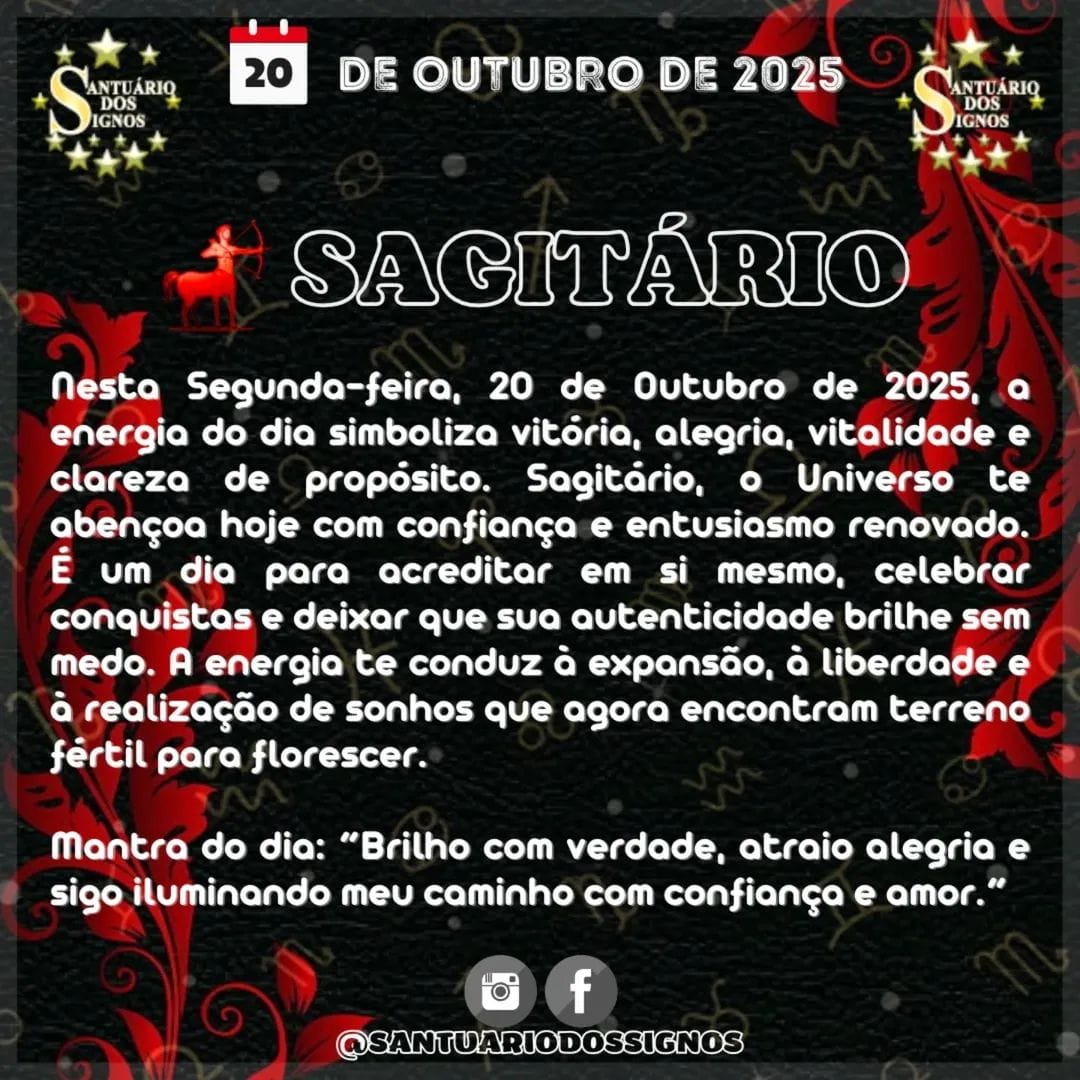 SANTUÁRIO
DOS
SIGNOS
20 DE OUTUBRO DE 2025
SANTUÁRIO
DOS
SIGNOS
SAGITÁRIO
Nesta Segunda-feira, 20 de Outubro de 2025, a
energia do dia simboliza vitória, alegria, vitalidade e
clareza de propósito. Sagitário, o Universo te
abençoa hoje com confiança e entusiasmo renovado.
É um dia para acreditar em si mesmo, celebrar
conquistas e deixar que sua autenticidade brilhe sem
medo. A energia te conduz à expansão, à liberdade e
à realização de sonhos que agora encontram terreno
fértil para florescer.
Mantra do dia: “Brilho com verdade, atraio alegria e
sigo iluminando meu caminho com confiança e amor.”
@SANTUARIODOSSIGNOS